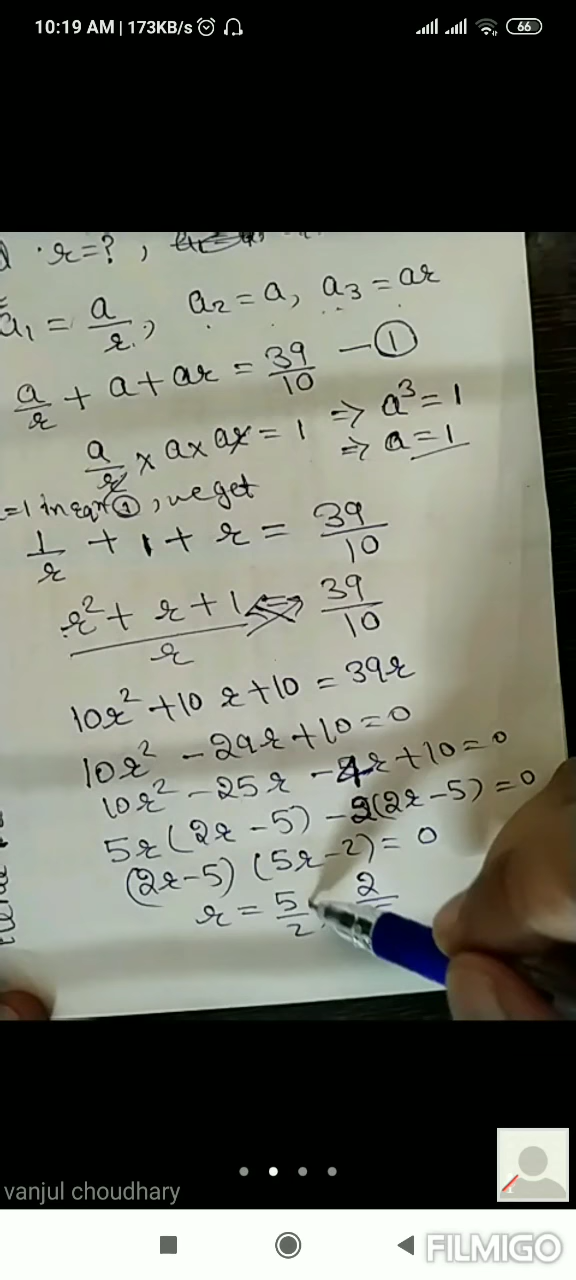 10:19 AM | 173KB/s
66
r=?,
a₁ = a/r, a₂ = a, a₃ = ar
a/r + a + ar = 39/10 — ①
a/r × a × ar = 1 ⇒ a³ = 1
⇒ a = 1
=1 in eqn ①, we get
1/r + 1 + r = 39/10
r² + r + 1 / r 39/10
10r² + 10r + 10 = 39r
10r² - 29r + 10 = 0
10r² - 25r - 4r + 10 = 0
5r(2r - 5) - 2(2r - 5) = 0
(2r - 5) (5r - 2) = 0
r = 5/2, 2
vanjul choudhary
FILMIGO